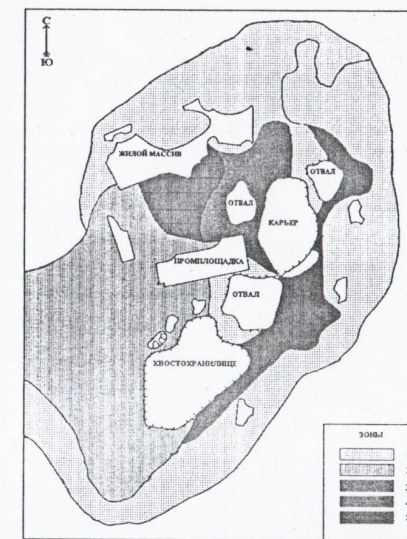 С
Ю
ЖИЛОЙ МАССИВ
ОТВАЛ
ОТВАЛ
КАРЬЕР
ПРОМПЛОЩАДКА
ОТВАЛ
ХВОСТОХРАНИЛИЩЕ
ЗОНЫ